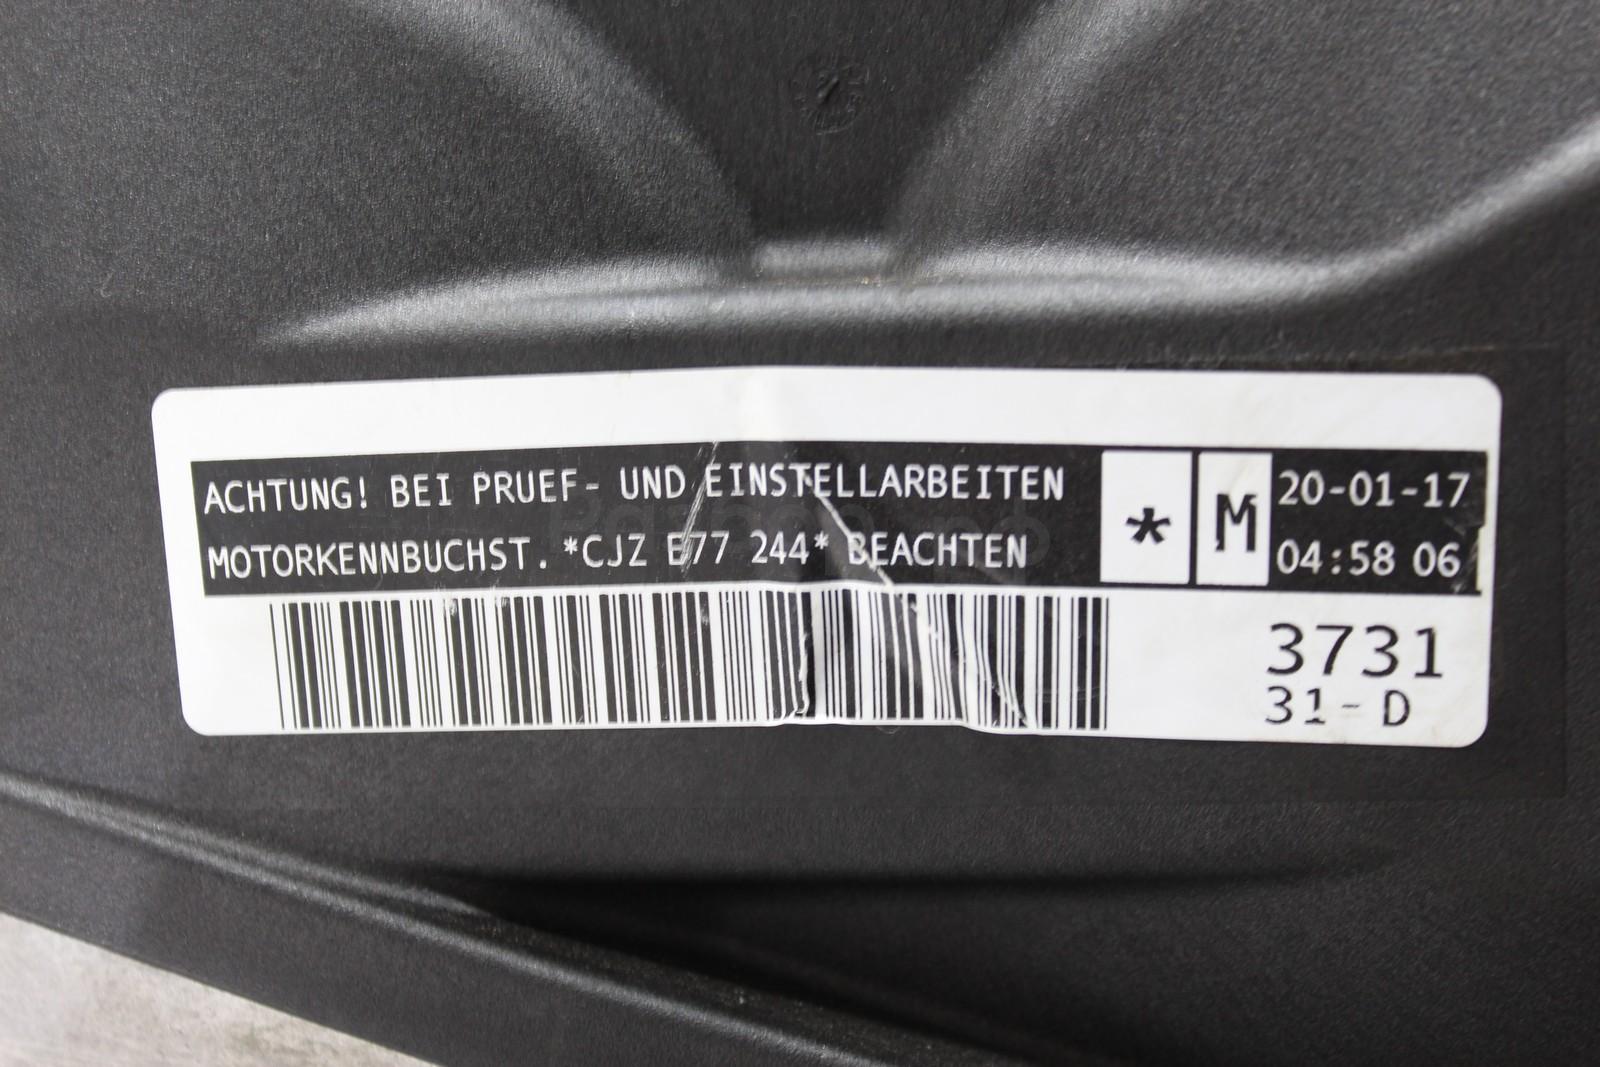 ACHTUNG! BEI PRUEF- UND EINSTELLARBEITEN
MOTORKENNBUCHST. *CJZ E77 244* BEACHTEN
* M
20-01-17
04:58 06
3731
31- D